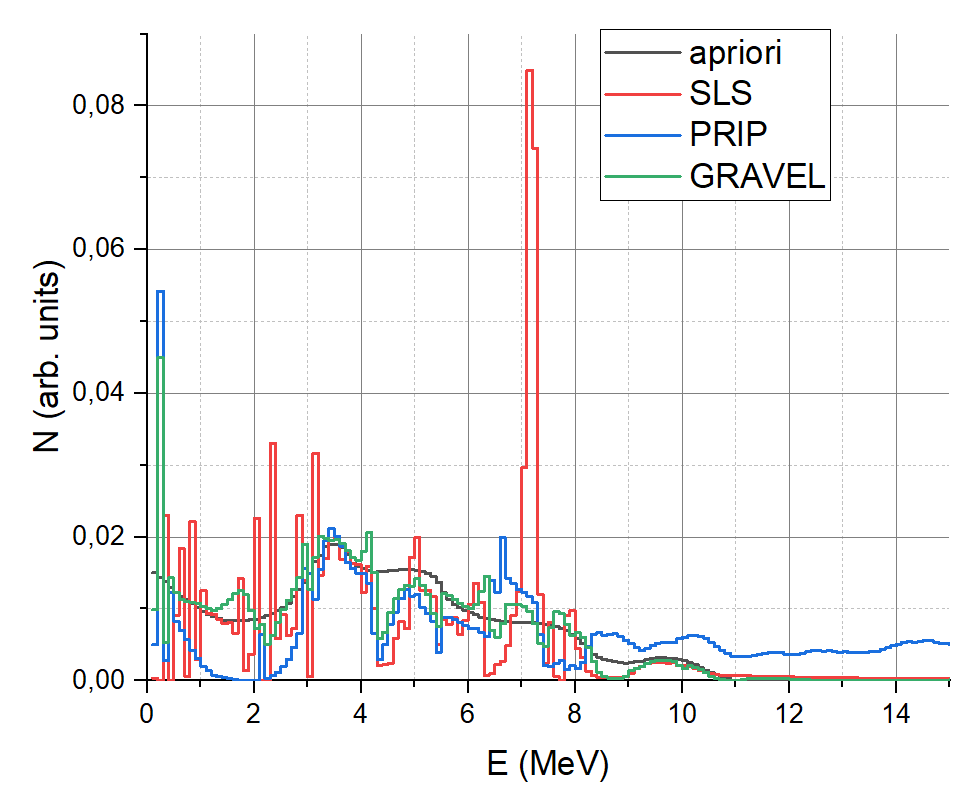 apriori
SLS
PRIP
GRAVEL
N (arb. units)
0,08
0,06
0,04
0,02
0,00
0 2 4 6 8 10 12 14
E (MeV)